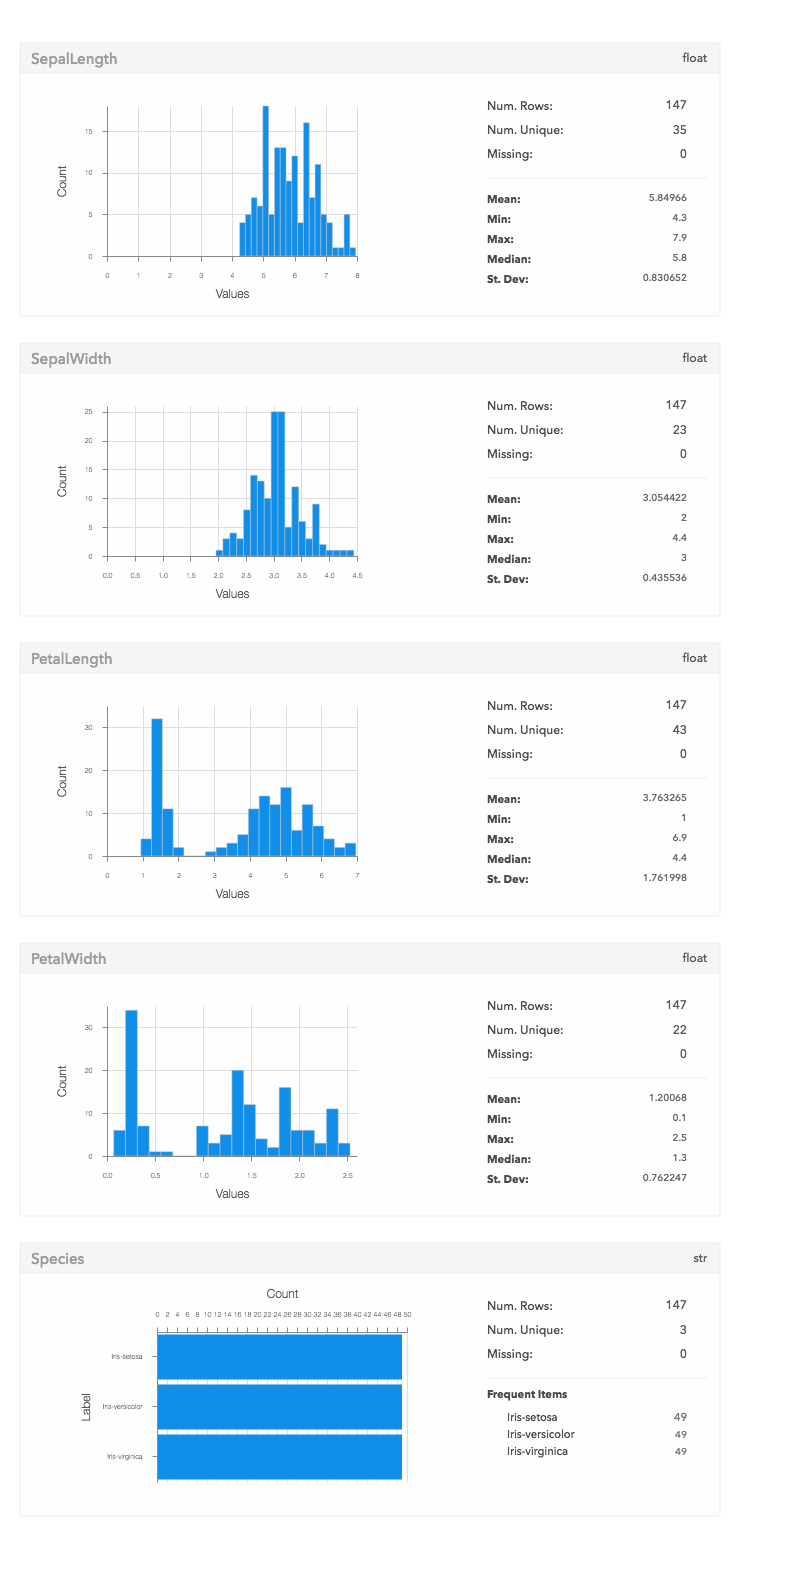 SepalLength float
Num. Rows: 147
Num. Unique: 35
Missing: 0
Mean: 5.84966
Min: 4.3
Max: 7.9
Median: 5.8
St. Dev: 0.830652
Count
15
10
5
0
0 1 2 3 4 5 6 7 8
Values
SepalWidth float
Num. Rows: 147
Num. Unique: 23
Missing: 0
Mean: 3.054422
Min: 2
Max: 4.4
Median: 3
St. Dev: 0.435536
Count
25
20
15
10
5
0
0.0 0.5 1.0 1.5 2.0 2.5 3.0 3.5 4.0 4.5
Values
PetalLength float
Num. Rows: 147
Num. Unique: 43
Missing: 0
Mean: 3.763265
Min: 1
Max: 6.9
Median: 4.4
St. Dev: 1.761998
Count
30
20
10
0
0 1 2 3 4 5 6 7
Values
PetalWidth float
Num. Rows: 147
Num. Unique: 22
Missing: 0
Mean: 1.20068
Min: 0.1
Max: 2.5
Median: 1.3
St. Dev: 0.762247
Count
30
20
10
0
0.0 0.5 1.0 1.5 2.0 2.5
Values
Species str
Count
0 2 4 6 8 10 12 14 16 18 20 22 24 26 28 30 32 34 36 38 40 42 44 46 48 50
Label
Iris-setosa
Iris-versicolor
Iris-virginica
Num. Rows: 147
Num. Unique: 3
Missing: 0
Frequent Items
Iris-setosa 49
Iris-versicolor 49
Iris-virginica 49